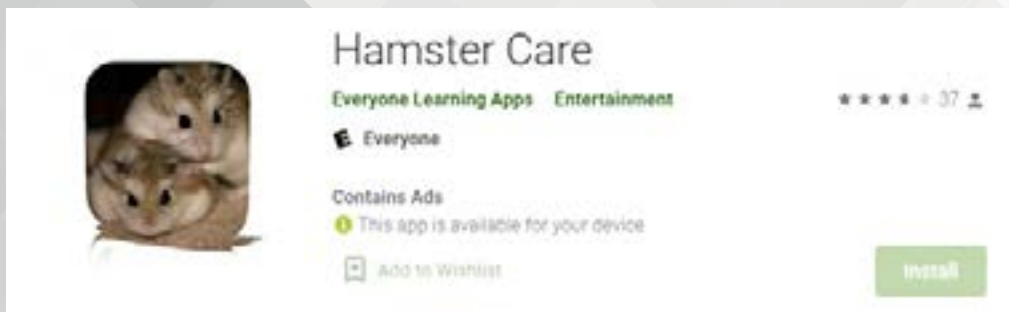 Hamster Care
Everyone Learning Apps Entertainment 37
E Everyone
Contains Ads
This app is available for your device
Add to Wishlist
Install